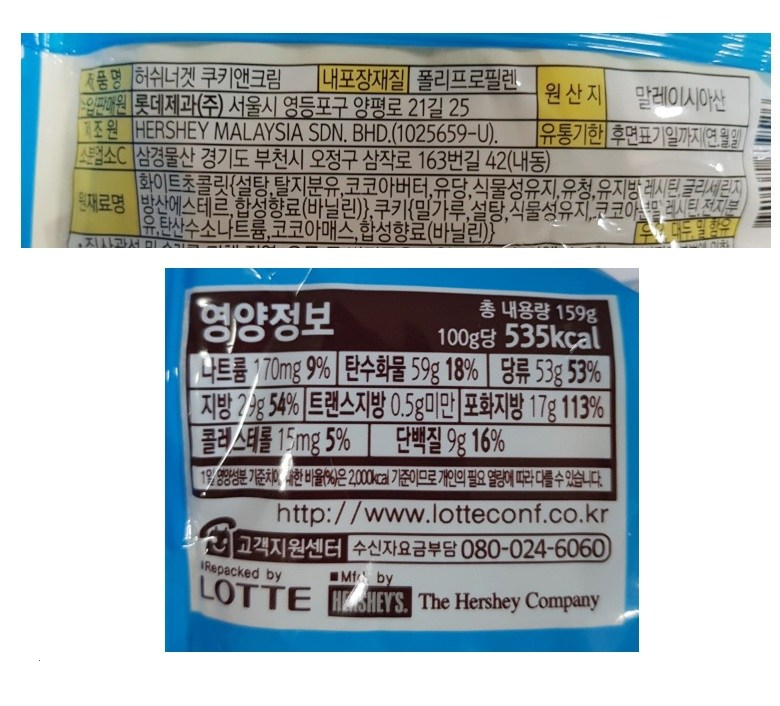 제품명 허쉬너겟 쿠키앤크림 내포장재질 폴리프로필렌 원산지 말레이시아산
수입판매원 롯데제과(주) 서울시 영등포구 양평로 21길 25
제조원 HERSHEY MALAYSIA SDN. BHD.(1025659-U). 유통기한 후면표기일까지(연.월.일)
소분업소C 삼경물산 경기도 부천시 오정구 삼작로 163번길 42(내동)
원재료명 화이트초콜릿{설탕,탈지분유,코코아버터,유당,식물성유지,유청,유지방,레시틴,글리세린지
방산에스테르,합성향료(바닐린)},쿠키{밀가루,설탕,식물성유지,코코아분말,레시틴,전지분
유,탄산수소나트륨,코코아매스,합성향료(바닐린)} 우유,대두,밀 함유
영양정보 총 내용량 159g
100g당 535kcal
나트륨 170mg 9% 탄수화물 59g 18% 당류 53g 53%
지방 29g 54% 트랜스지방 0.5g미만 포화지방 17g 113%
콜레스테롤 15mg 5% 단백질 9g 16%
1일 영양성분 기준치에 대한 비율(%)은 2,000kcal 기준이므로 개인의 필요 열량에 따라 다를 수 있습니다.
http://www.lotteconf.co.kr
고객지원센터 수신자요금부담 080-024-6060
■Repacked by ■Mfd. by
LOTTE HERSHEY'S. The Hershey Company